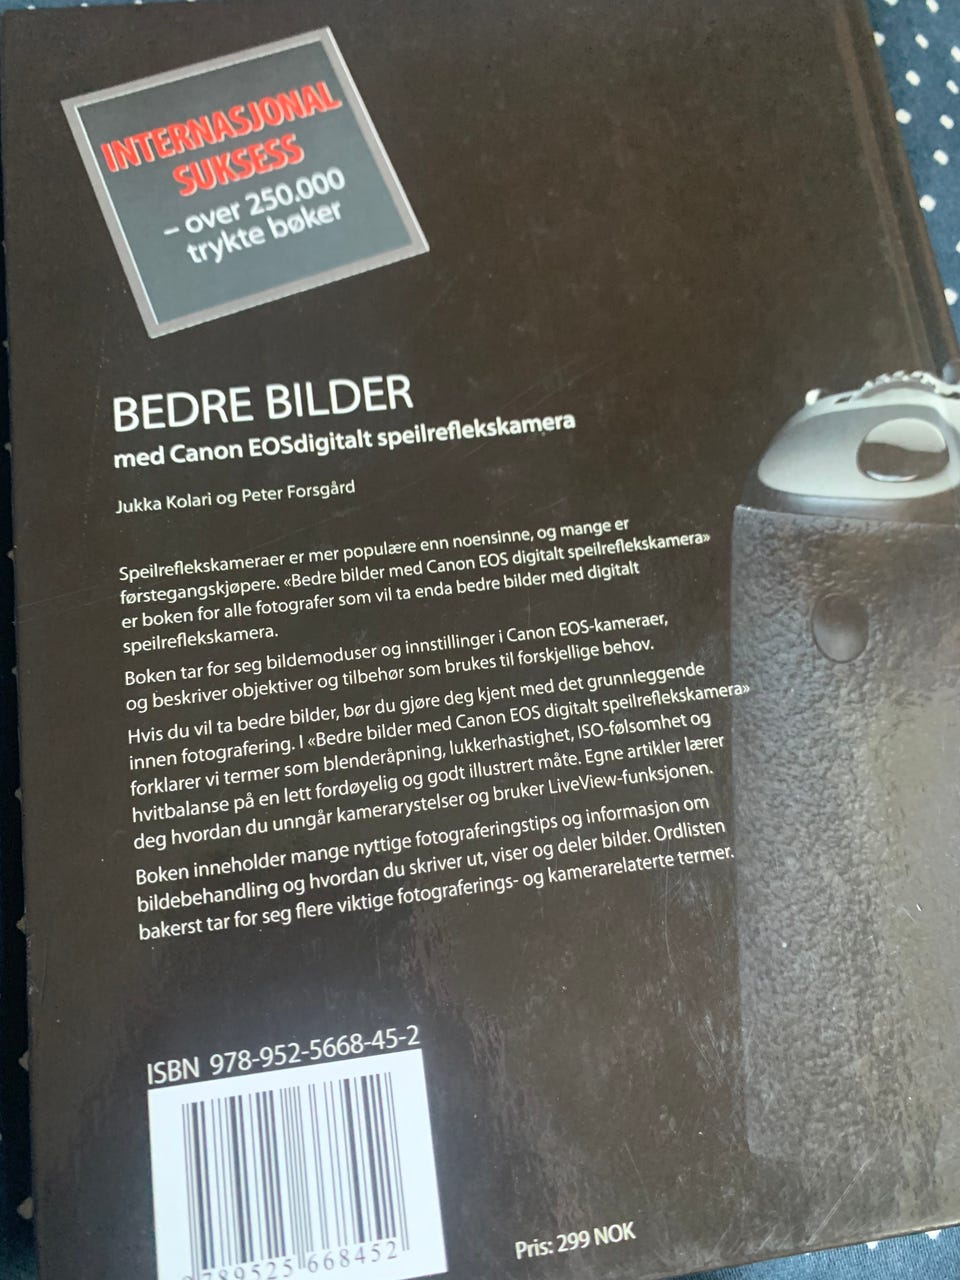 INTERNASJONAL
SUKSESS
– over 250.000
trykte bøker
BEDRE BILDER
med Canon EOSdigitalt speilreflekskamera
Jukka Kolari og Peter Forsgård
Speilreflekskameraer er mer populære enn noensinne, og mange er
førstegangskjøpere. «Bedre bilder med Canon EOS digitalt speilreflekskamera»
er boken for alle fotografer som vil ta enda bedre bilder med digitalt
speilreflekskamera.
Boken tar for seg bildemoduser og innstillinger i Canon EOS-kameraer,
og beskriver objektiver og tilbehør som brukes til forskjellige behov.
Hvis du vil ta bedre bilder, bør du gjøre deg kjent med det grunnleggende
innen fotografering. I «Bedre bilder med Canon EOS digitalt speilreflekskamera»
forklarer vi termer som blenderåpning, lukkerhastighet, ISO-følsomhet og
hvitbalanse på en lett fordøyelig og godt illustrert måte. Egne artikler lærer
deg hvordan du unngår kamerarystelser og bruker LiveView-funksjonen.
Boken inneholder mange nyttige fotograferingstips og informasjon om
bildebehandling og hvordan du skriver ut, viser og deler bilder. Ordlisten
bakerst tar for seg flere viktige fotograferings- og kamerarelaterte termer.
ISBN 978-952-5668-45-2
9 789525 668452
Pris: 299 NOK